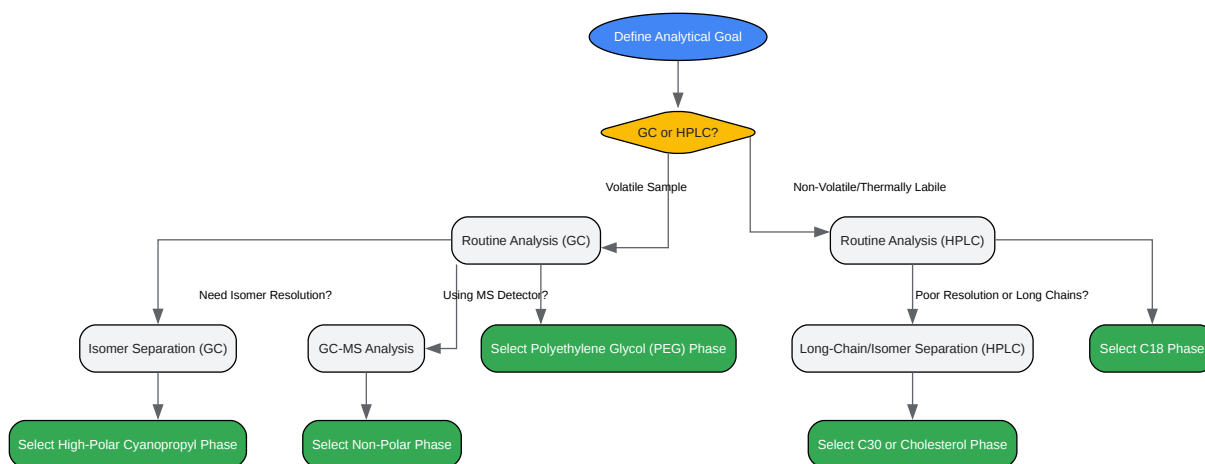 Define Analytical Goal
GC or HPLC?
Volatile Sample
Non-Volatile/Thermally Labile
Routine Analysis (GC)
Routine Analysis (HPLC)
Need Isomer Resolution?
Using MS Detector?
Poor Resolution or Long Chains?
Isomer Separation (GC)
GC-MS Analysis
Select Polyethylene Glycol (PEG) Phase
Long-Chain/Isomer Separation (HPLC)
Select C18 Phase
Select High-Polar Cyanopropyl Phase
Select Non-Polar Phase
Select C30 or Cholesterol Phase